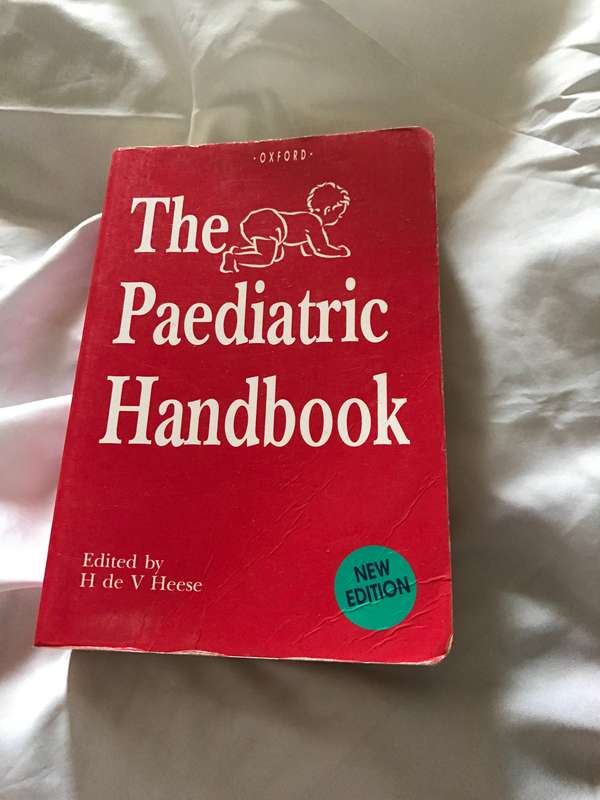 ·OXFORD·
The
Paediatric
Handbook
Edited by
H de V Heese
NEW
EDITION